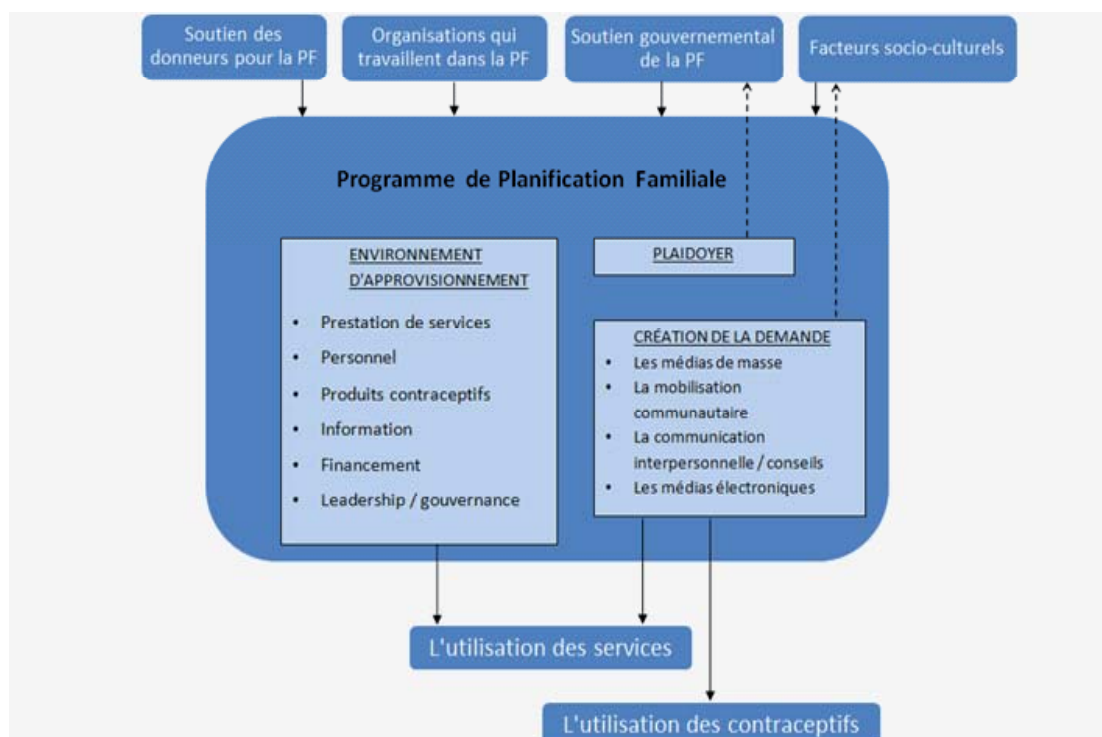 Soutien des
donneurs pour la PF
Organisations qui
travaillent dans la PF
Soutien gouvernemental
de la PF
Facteurs socio-culturels
Programme de Planification Familiale
ENVIRONNEMENT
D'APPROVISIONNEMENT
• Prestation de services
• Personnel
• Produits contraceptifs
• Information
• Financement
• Leadership / gouvernance
PLAIDOYER
CRÉATION DE LA DEMANDE
• Les médias de masse
• La mobilisation
communautaire
• La communication
interpersonnelle / conseils
• Les médias électroniques
L'utilisation des services
L'utilisation des contraceptifs